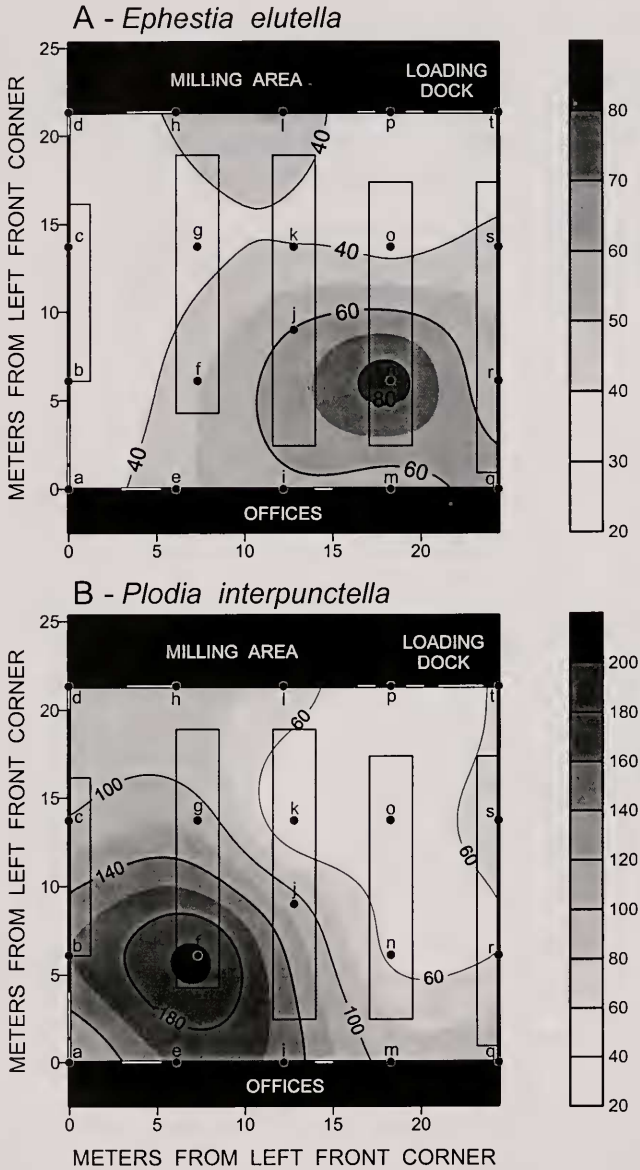 A - Ephestia elutella
METERS FROM LEFT FRONT CORNER
25
20
15
10
5
0
MILLING AREA
LOADING
DOCK
d
h
l
p
t
40
c
g
k
o
s
40
j
60
b
f
r
80
40
60
a
e
i
m
q
OFFICES
0
5
10
15
20
80
70
60
50
40
30
20
B - Plodia interpunctella
METERS FROM LEFT FRONT CORNER
25
20
15
10
5
0
MILLING AREA
LOADING
DOCK
d
h
l
p
t
60
100
c
g
k
o
s
60
140
j
b
f
n
r
60
180
100
a
e
i
m
q
OFFICES
0
5
10
15
20
METERS FROM LEFT FRONT CORNER
200
180
160
140
120
100
80
60
40
20